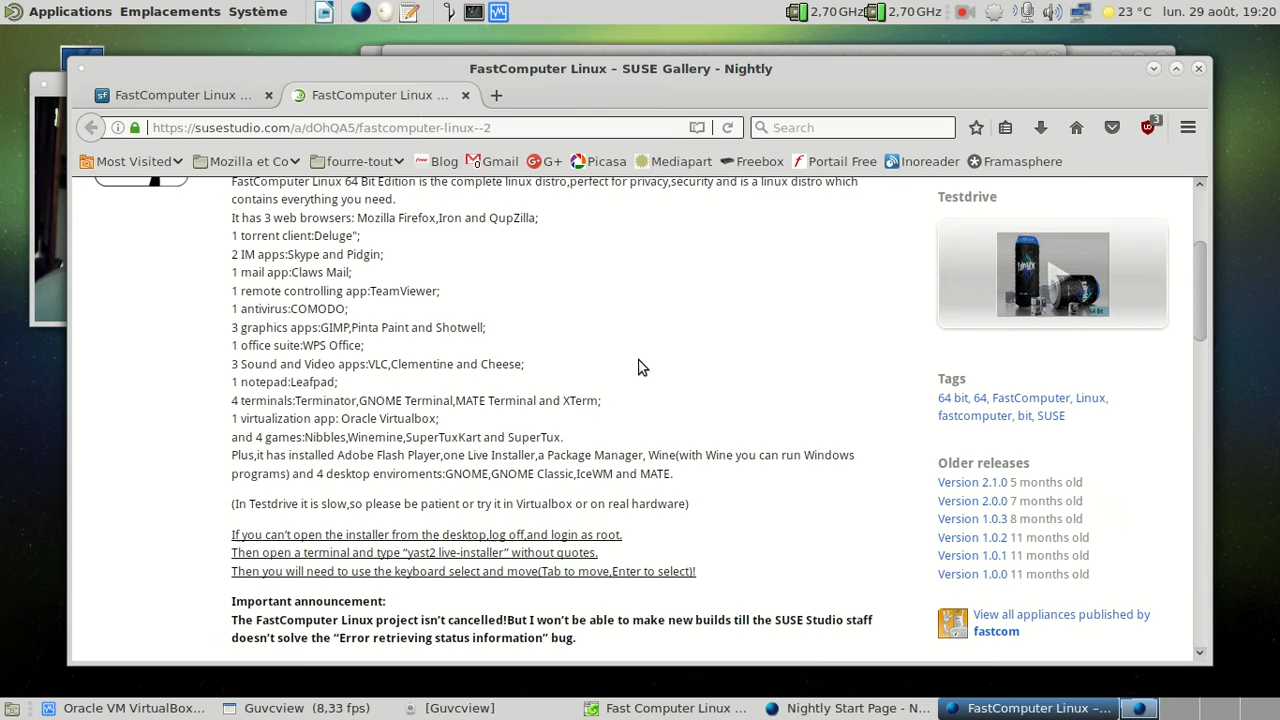 Applications Emplacements Système 2,70 GHz 2,70 GHz 23 °C lun. 29 août, 19:20
FastComputer Linux – SUSE Gallery - Nightly
FastComputer Linux ... FastComputer Linux ...
https://susestudio.com/a/dOhQA5/fastcomputer-linux--2 Search 3
Most Visited Mozilla et Co fourre-tout Blog Gmail G+ Picasa Mediapart Freebox Portail Free Inoreader Framasphere
FastComputer Linux 64 Bit Edition is the complete linux distro,perfect for privacy,security and is a linux distro which
contains everything you need.
It has 3 web browsers: Mozilla Firefox,Iron and QupZilla;
1 torrent client:Deluge";
2 IM apps:Skype and Pidgin;
1 mail app:Claws Mail;
1 remote controlling app:TeamViewer;
1 antivirus:COMODO;
3 graphics apps:GIMP,Pinta Paint and Shotwell;
1 office suite:WPS Office;
3 Sound and Video apps:VLC,Clementine and Cheese;
1 notepad:Leafpad;
4 terminals:Terminator,GNOME Terminal,MATE Terminal and XTerm;
1 virtualization app: Oracle Virtualbox;
and 4 games:Nibbles,Winemine,SuperTuxKart and SuperTux.
Plus,it has installed Adobe Flash Player,one Live Installer,a Package Manager, Wine(with Wine you can run Windows
programs) and 4 desktop enviroments:GNOME,GNOME Classic,IceWM and MATE.
(In Testdrive it is slow,so please be patient or try it in Virtualbox or on real hardware)
If you can't open the installer from the desktop,log off,and login as root.
Then open a terminal and type “yast2 live-installer” without quotes.
Then you will need to use the keyboard select and move(Tab to move,Enter to select)!
Important announcement:
The FastComputer Linux project isn't cancelled!But I won't be able to make new builds till the SUSE Studio staff
doesn't solve the “Error retrieving status information” bug.
Testdrive
64 BIT
Tags
64 bit, 64, FastComputer, Linux,
fastcomputer, bit, SUSE
Older releases
Version 2.1.0 5 months old
Version 2.0.0 7 months old
Version 1.0.3 8 months old
Version 1.0.2 11 months old
Version 1.0.1 11 months old
Version 1.0.0 11 months old
View all appliances published by
fastcom
Oracle VM VirtualBox... Guvcview (8,33 fps) [Guvcview] Fast Computer Linux ... Nightly Start Page - N... FastComputer Linux –...